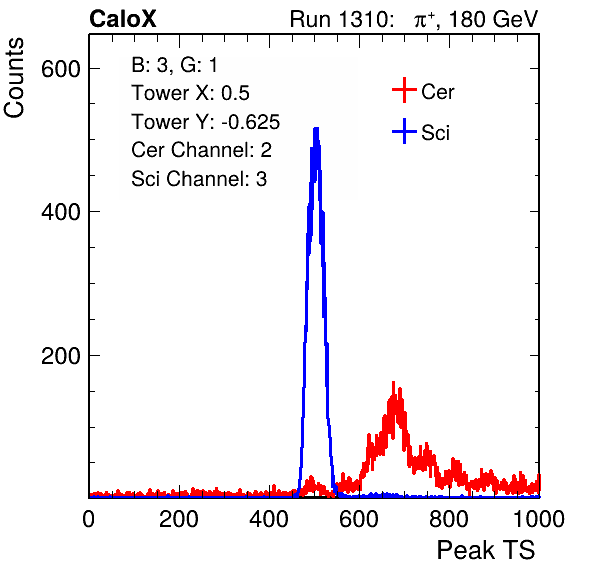 CaloX Run 1310: π⁺, 180 GeV
Counts
600
400
200
B: 3, G: 1
Tower X: 0.5
Tower Y: -0.625
Cer Channel: 2
Sci Channel: 3
Cer
Sci
0 200 400 600 800 1000
Peak TS